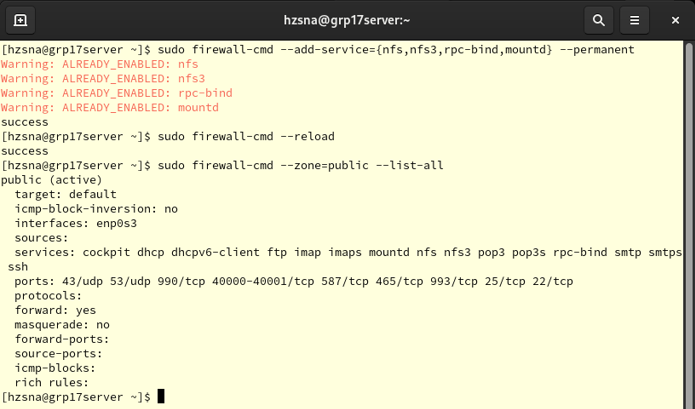 hzsna@grp17server:~
[hzsna@grp17server ~]$ sudo firewall-cmd --add-service={nfs,nfs3,rpc-bind,mountd} --permanent
Warning: ALREADY_ENABLED: nfs
Warning: ALREADY_ENABLED: nfs3
Warning: ALREADY_ENABLED: rpc-bind
Warning: ALREADY_ENABLED: mountd
success
[hzsna@grp17server ~]$ sudo firewall-cmd --reload
success
[hzsna@grp17server ~]$ sudo firewall-cmd --zone=public --list-all
public (active)
  target: default
  icmp-block-inversion: no
  interfaces: enp0s3
  sources:
  services: cockpit dhcp dhcpv6-client ftp imap imaps mountd nfs nfs3 pop3 pop3s rpc-bind smtp smtps
 ssh
  ports: 43/udp 53/udp 990/tcp 40000-40001/tcp 587/tcp 465/tcp 993/tcp 25/tcp 22/tcp
  protocols:
  forward: yes
  masquerade: no
  forward-ports:
  source-ports:
  icmp-blocks:
  rich rules:
[hzsna@grp17server ~]$